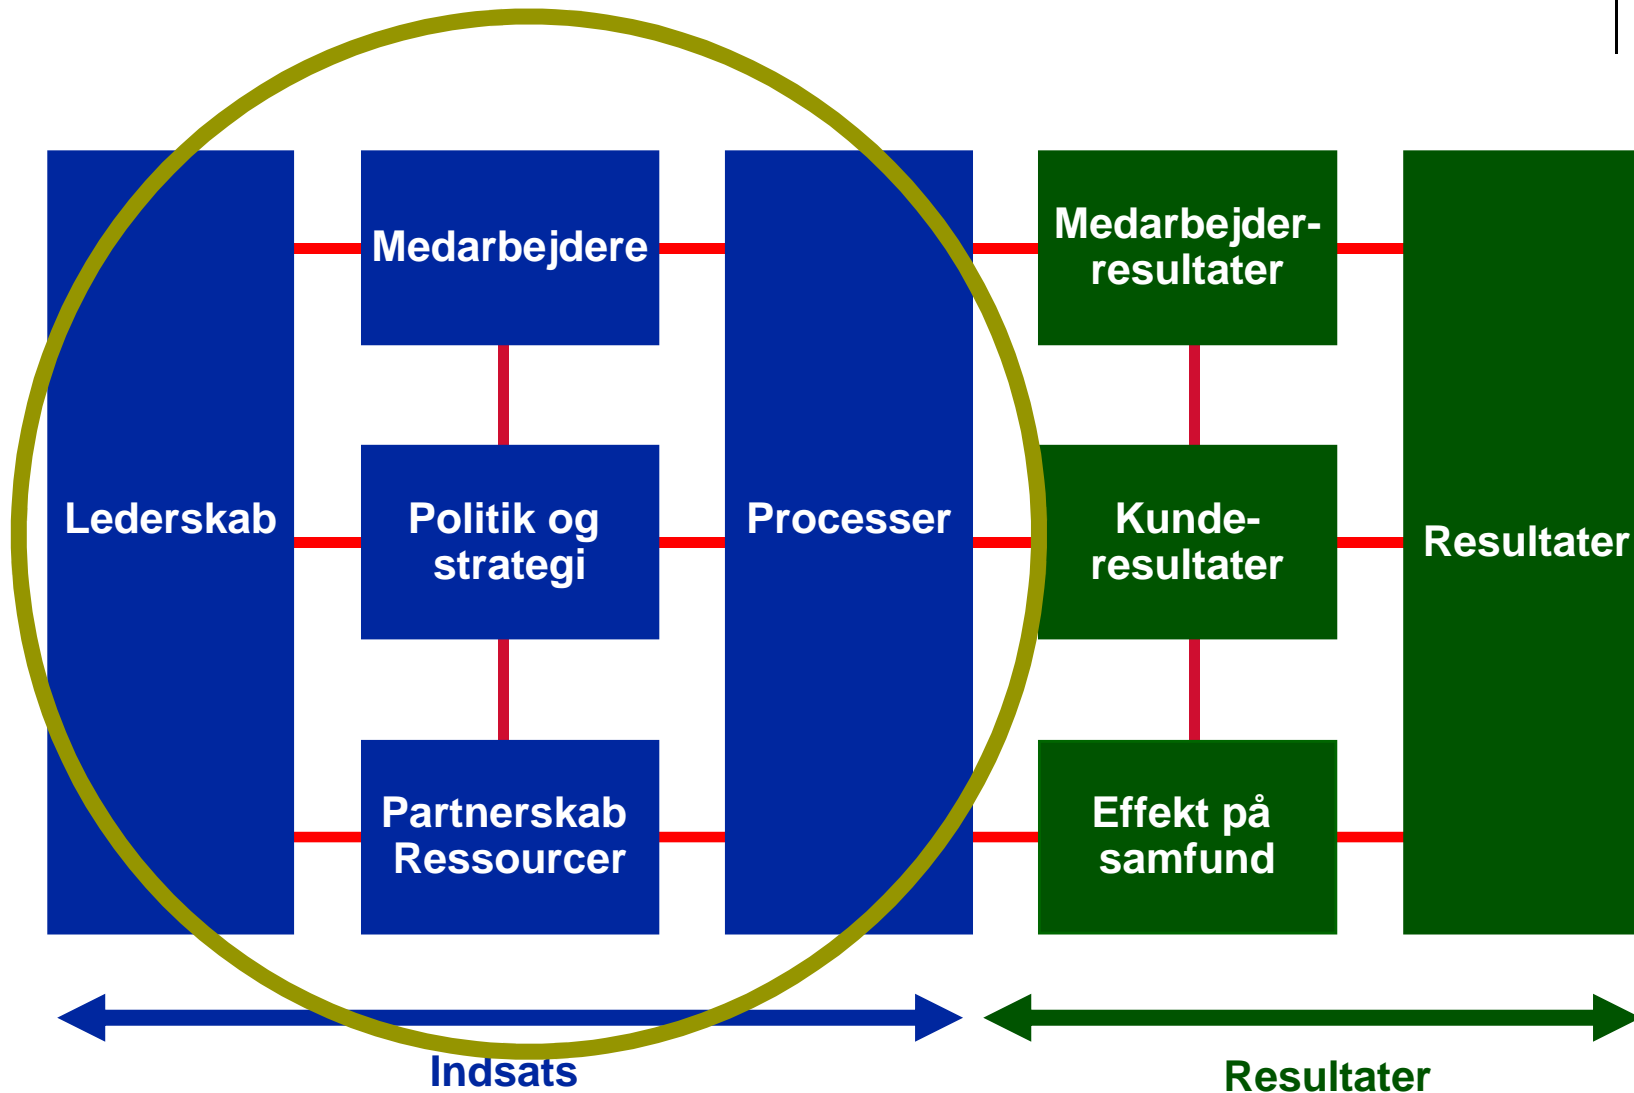 Lederskab
Medarbejdere
Politik og
strategi
Partnerskab
Ressourcer
Processer
Medarbejder-
resultater
Kunde-
resultater
Effekt på
samfund
Resultater
Indsats
Resultater